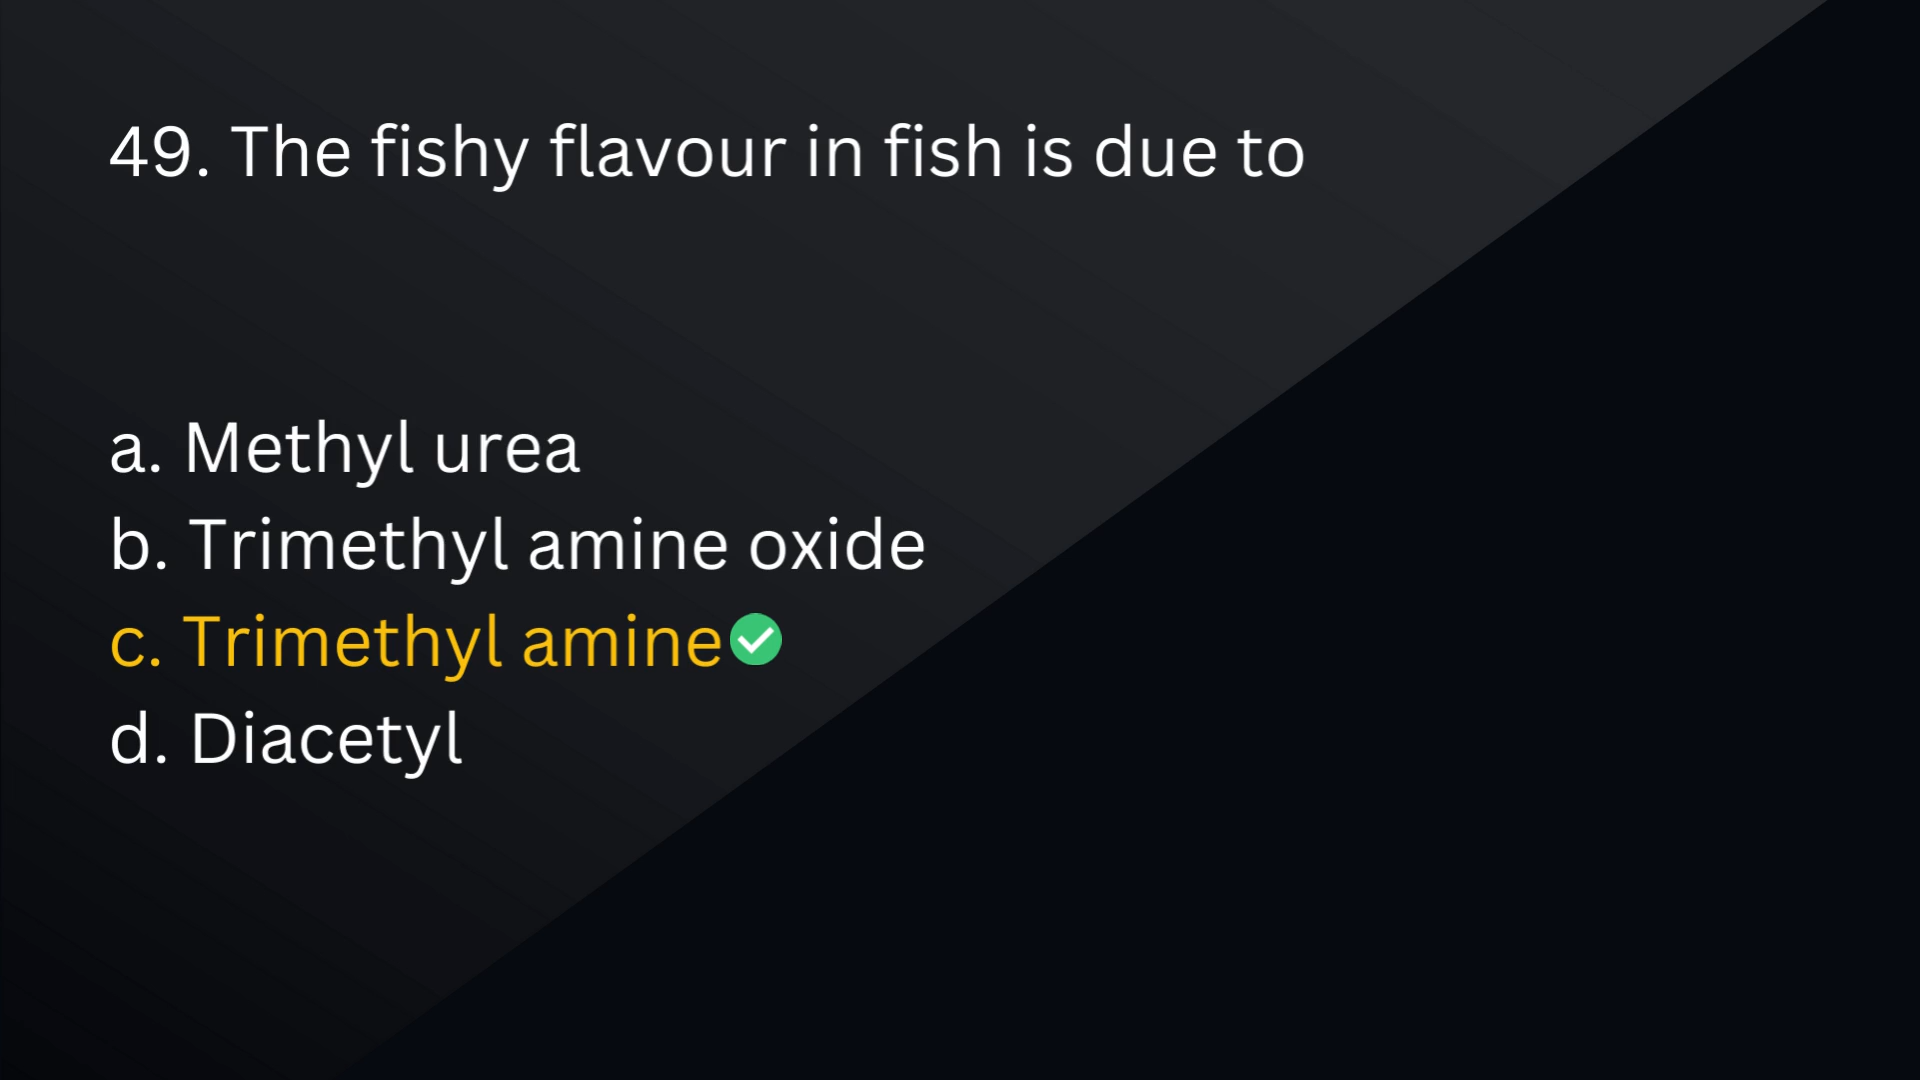 49. The fishy flavour in fish is due to
a. Methyl urea
b. Trimethyl amine oxide
c. Trimethyl amine
d. Diacetyl